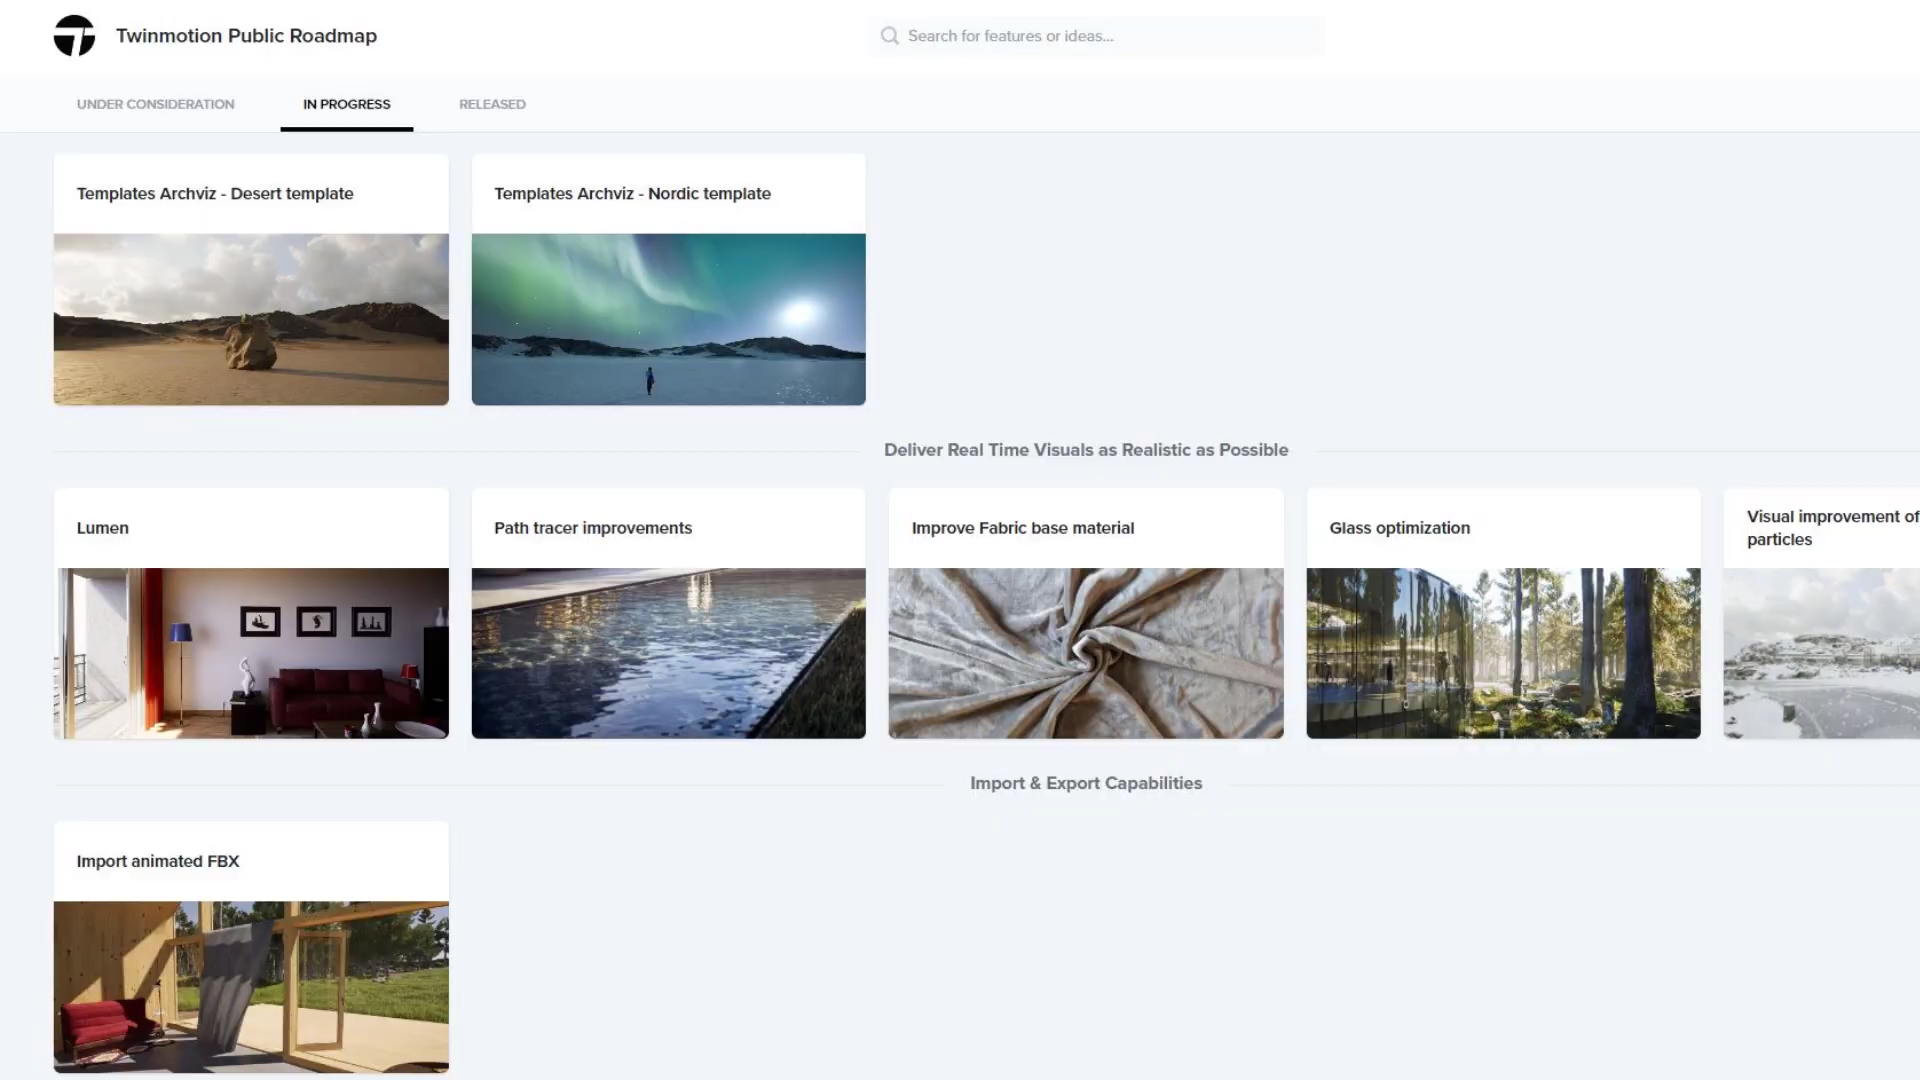 Twinmotion Public Roadmap
Search for features or ideas...
UNDER CONSIDERATION
IN PROGRESS
RELEASED
Templates Archviz - Desert template
Templates Archviz - Nordic template
Deliver Real Time Visuals as Realistic as Possible
Lumen
Path tracer improvements
Improve Fabric base material
Glass optimization
Visual improvement of
particles
Import & Export Capabilities
Import animated FBX